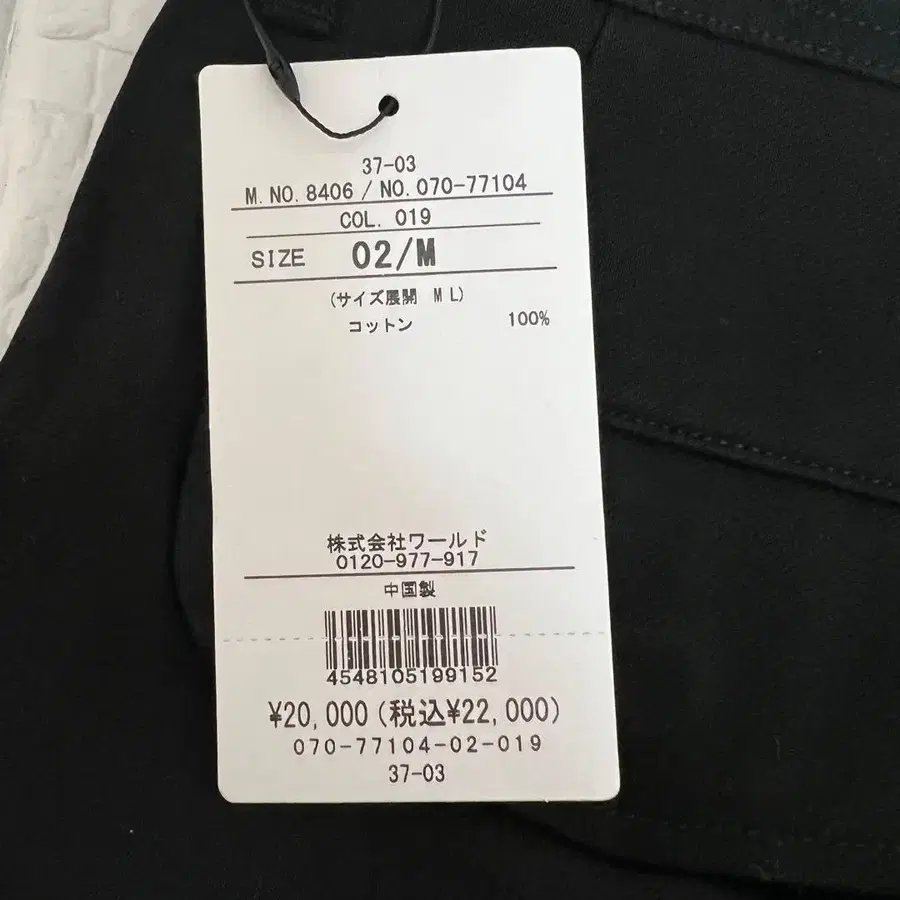 37-03
M.NO.8406 / NO.070-77104
COL. 019
SIZE 02/M
(サイズ展開 M L)
コットン 100%
株式会社ワールド
0120-977-917
中国製
4548105199152
¥20,000(税込¥22,000)
070-77104-02-019
37-03